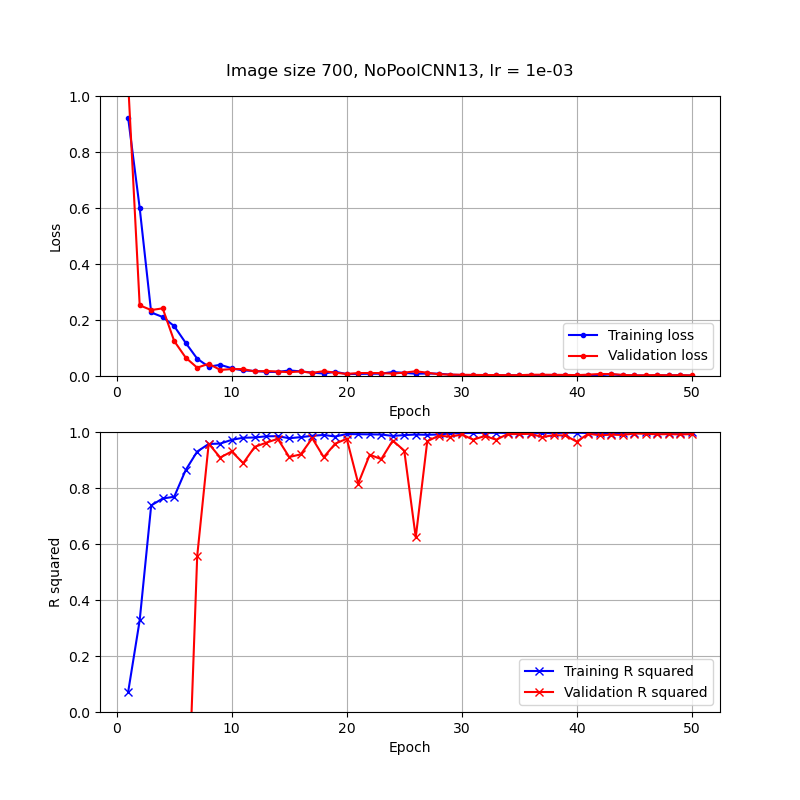 Image size 700, NoPoolCNN13, lr = 1e-03
1.0
0.8
0.6
0.4
0.2
0.0
Loss
Training loss
Validation loss
0 10 20 30 40 50
Epoch
1.0
0.8
0.6
0.4
0.2
0.0
R squared
Training R squared
Validation R squared
0 10 20 30 40 50
Epoch